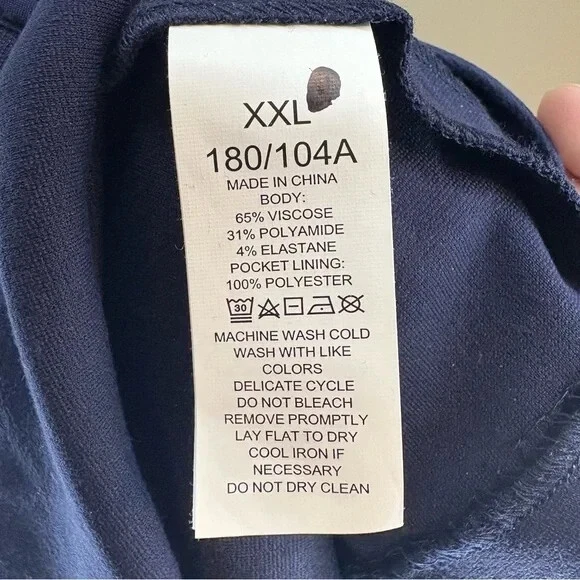 XXL
180/104A
MADE IN CHINA
BODY:
65% VISCOSE
31% POLYAMIDE
4% ELASTANE
POCKET LINING:
100% POLYESTER
30
MACHINE WASH COLD
WASH WITH LIKE
COLORS
DELICATE CYCLE
DO NOT BLEACH
REMOVE PROMPTLY
LAY FLAT TO DRY
COOL IRON IF
NECESSARY
DO NOT DRY CLEAN